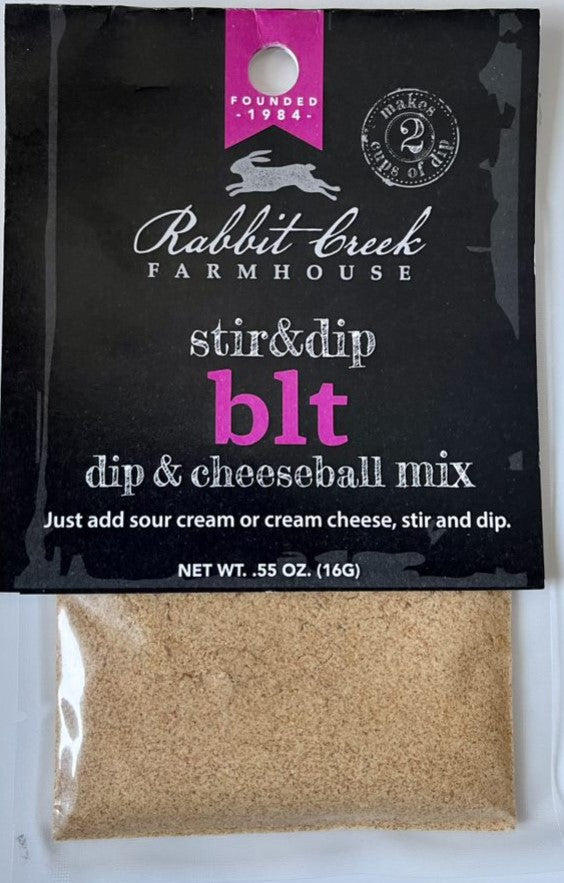 FOUNDED
-1984-
makes
2
cups of dip
Rabbit Creek
FARMHOUSE
stir&dip
blt
dip & cheeseball mix
Just add sour cream or cream cheese, stir and dip.
NET WT. .55 OZ. (16G)